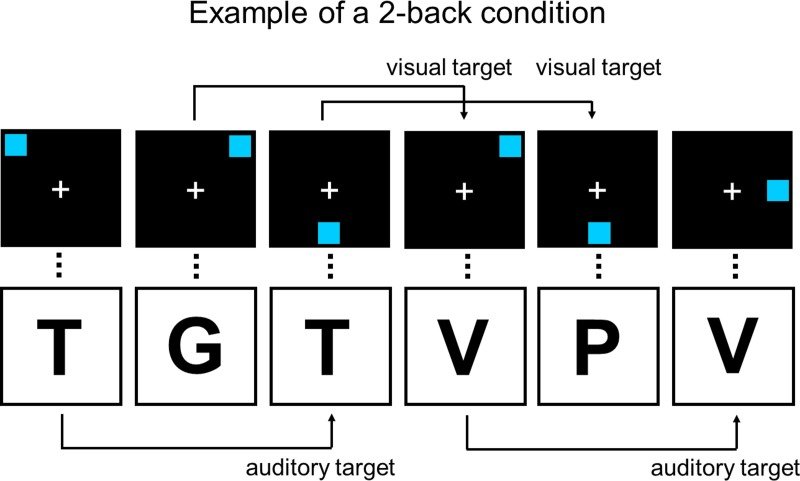 Example of a 2-back condition
visual target visual target
T G T V P V
auditory target auditory target